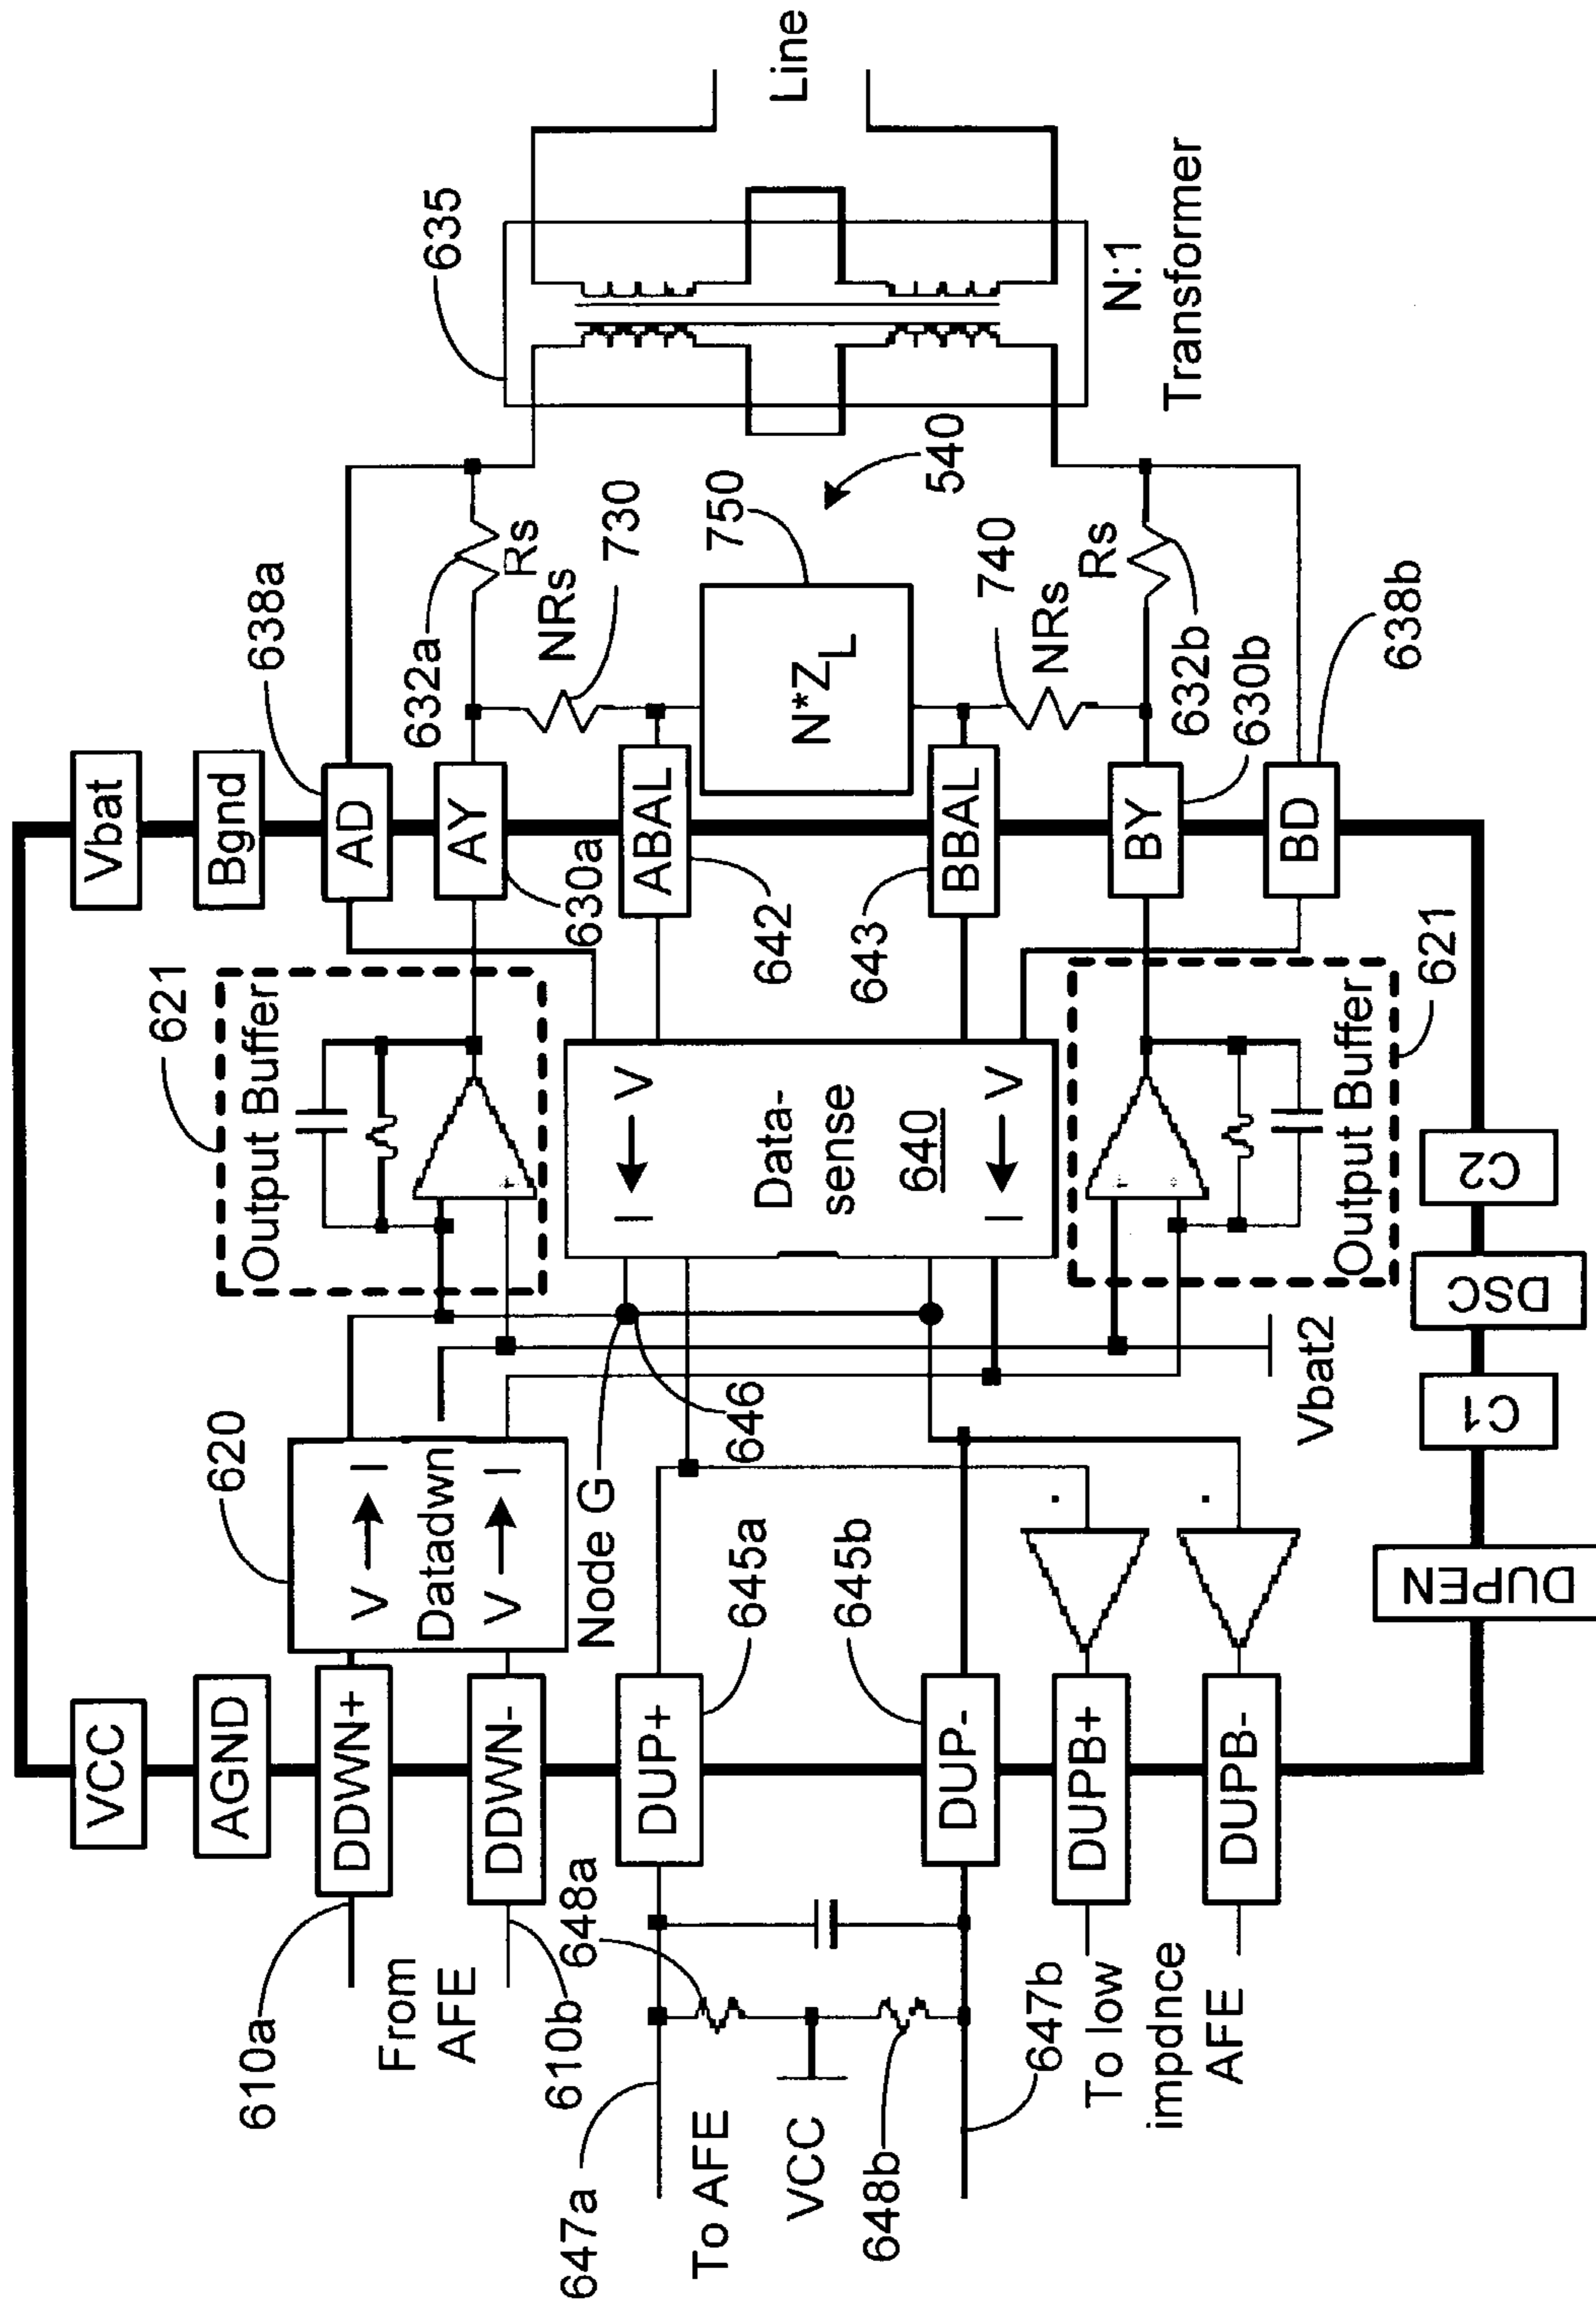 VCC
AGND
DDWN+
DDWN-
DUP+
DUP-
DUPB+
DUPB-
610a
From
AFE
610b
648a
647a
To AFE
VCC
648b
647b
To low
impdnce
AFE
620
V I
Datadwn
V I
Node G
646
645a
645b
621
Output Buffer
I V
Data-
sense
640
I V
Output Buffer
621
Vbat2
DUPEN
C1
DSC
C2
Vbat
Bgnd
AD
AY
ABAL
BBAL
BY
BD
638a
630a
642
643
632a
Rs
NRs
730
N*ZL
750
540
740
NRs
Rs
632b
630b
638b
635
N:1
Transformer
Line